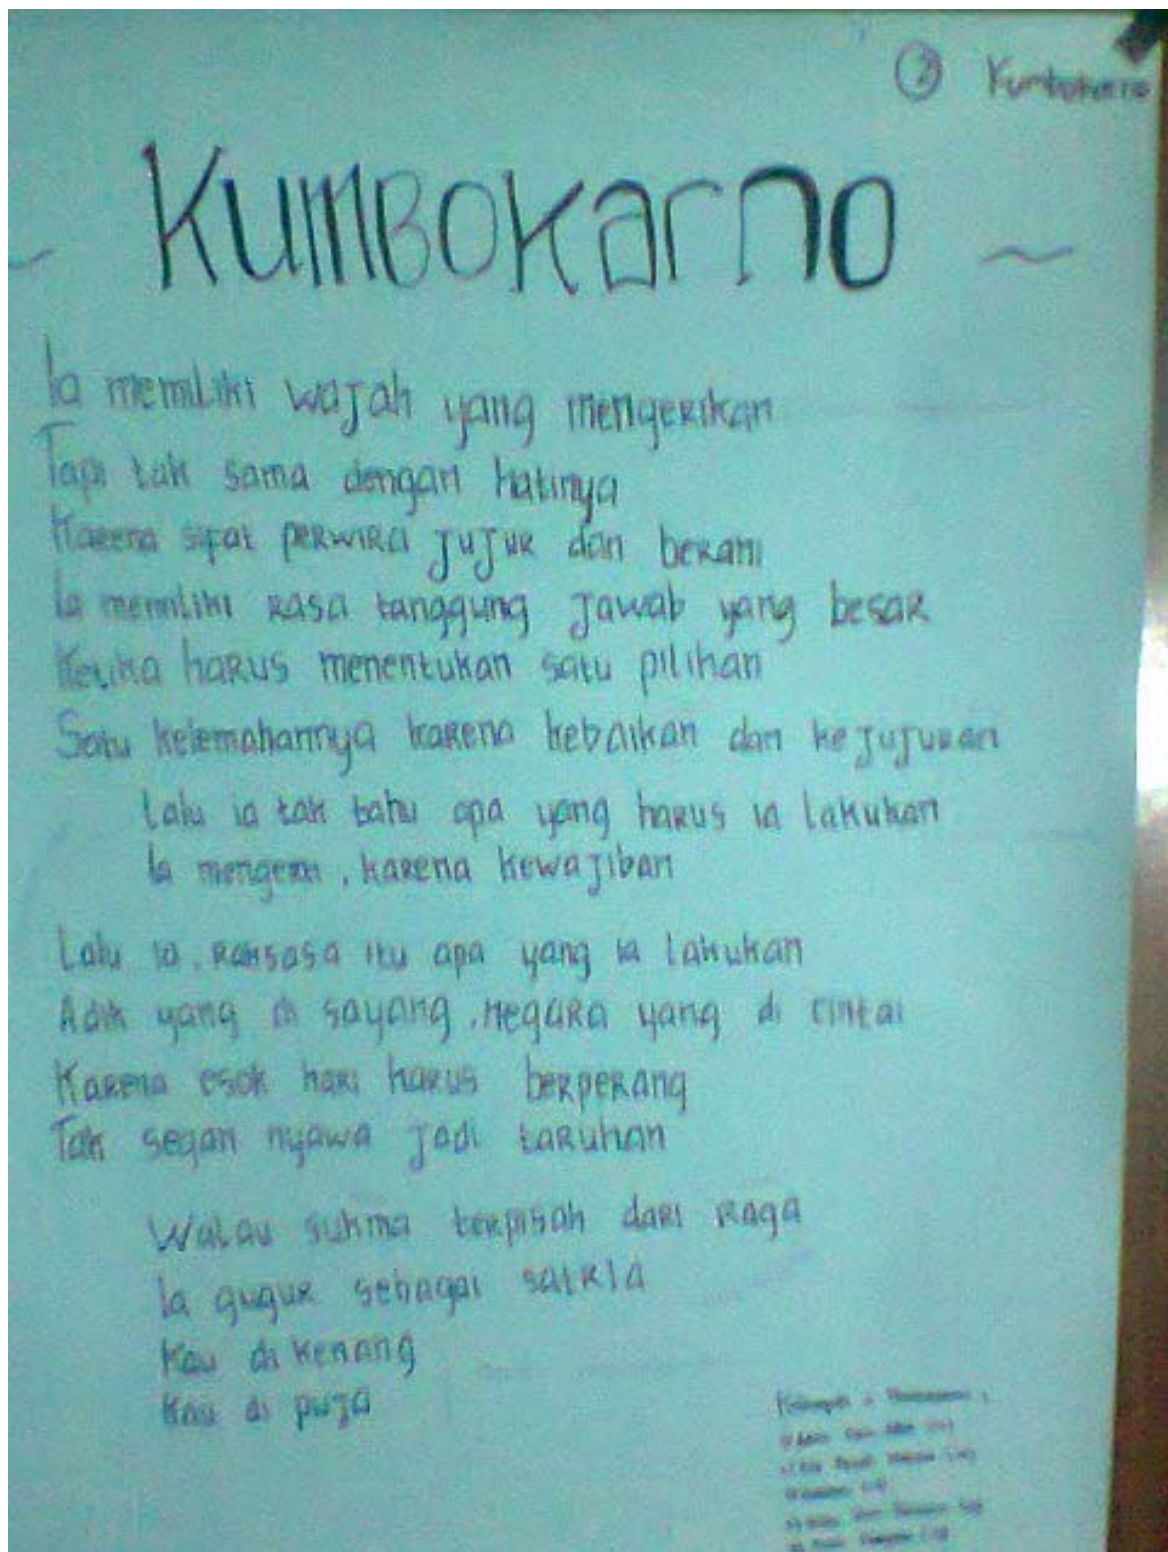 ② Kumbokarno
Kumbokarno
Ia memiliki wajah yang mengerikan
Tapi tak sama dengan hatinya
Karena sifat perwira jujur dan berani
Ia memiliki rasa tanggung jawab yang besar
Ketika harus menentukan satu pilihan
Satu kelemahannya karena kebaikan dan kejujuran
Lalu ia tak tahu apa yang harus ia lakukan
Ia mengerti, karena kewajiban
Lalu ia, raksasa itu apa yang ia lakukan
Adik yang di sayang, negara yang di cintai
Karena esok hari harus berperang
Tak segan nyawa jadi taruhan
Walau sukma terpisah dari raga
Ia gugur sebagai satria
Kau di kenang
Kau di puja